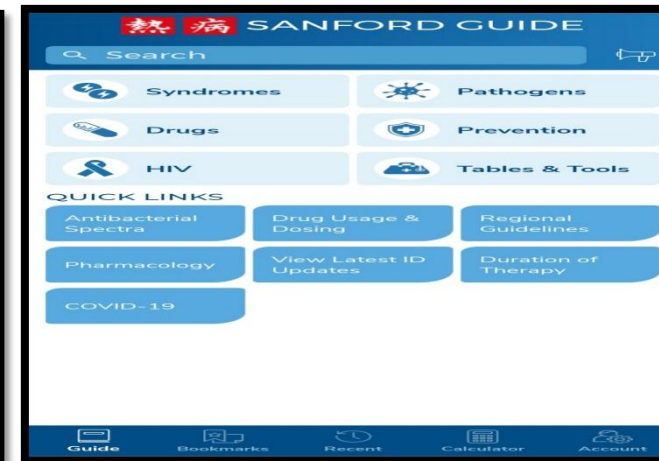 熱 病 SANFORD GUIDE
Search
Syndromes
Pathogens
Drugs
Prevention
HIV
Tables & Tools
QUICK LINKS
Antibacterial
Spectra
Drug Usage &
Dosing
Regional
Guidelines
Pharmacology
View Latest ID
Updates
Duration of
Therapy
COVID-19
Guide
Bookmarks
Recent
Calculator
Account